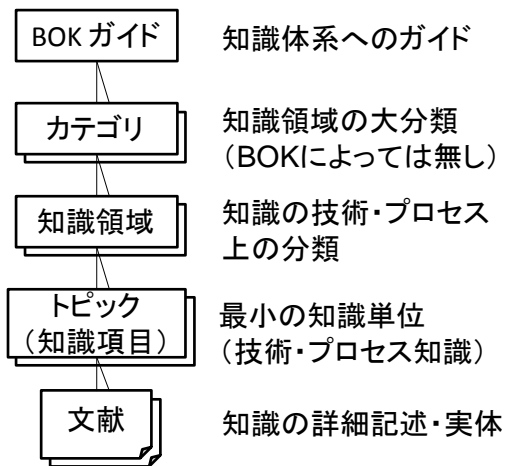 BOK ガイド 知識体系へのガイド
カテゴリ 知識領域の大分類
（BOKによっては無し）
知識領域 知識の技術・プロセス
上の分類
トピック
（知識項目） 最小の知識単位
（技術・プロセス知識）
文献 知識の詳細記述・実体